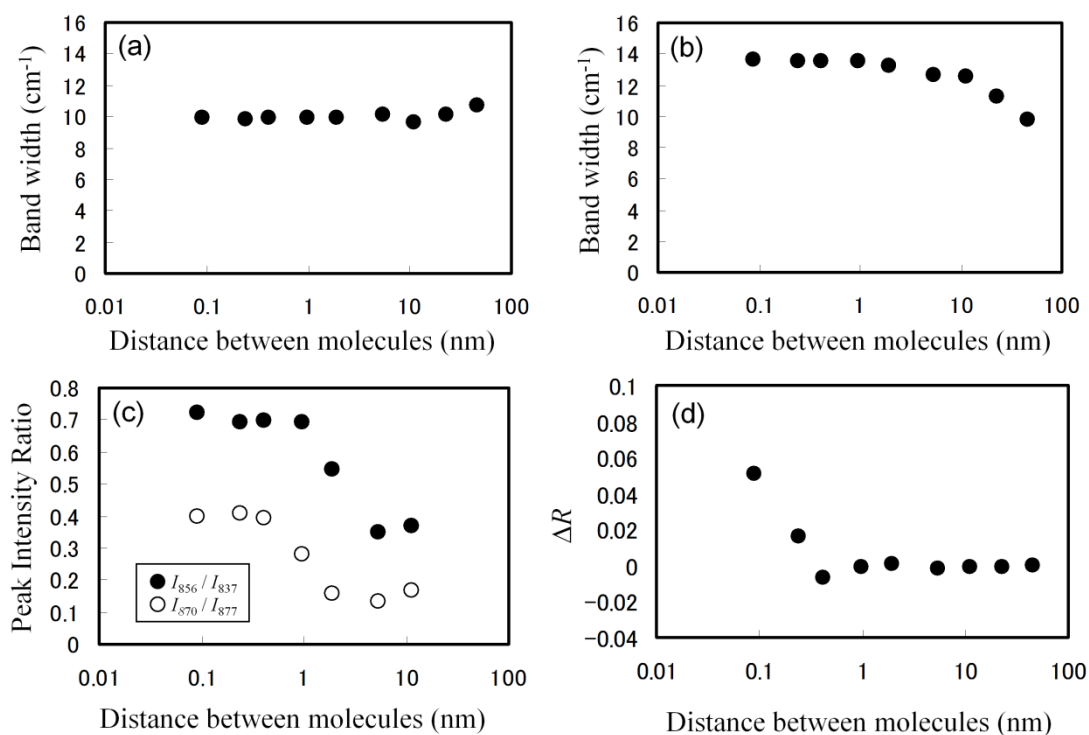 (a)
Band width (cm-1)
16
14
12
10
8
6
4
2
0
0.01 0.1 1 10 100
Distance between molecules (nm)
(b)
Band width (cm-1)
16
14
12
10
8
6
4
2
0
0.01 0.1 1 10 100
Distance between molecules (nm)
(c)
Peak Intensity Ratio
0.8
0.7
0.6
0.5
0.4
0.3
0.2
0.1
0
I856 / I837
I870 / I877
0.01 0.1 1 10 100
Distance between molecules (nm)
(d)
ΔR
0.1
0.08
0.06
0.04
0.02
0
−0.02
−0.04
0.01 0.1 1 10 100
Distance between molecules (nm)